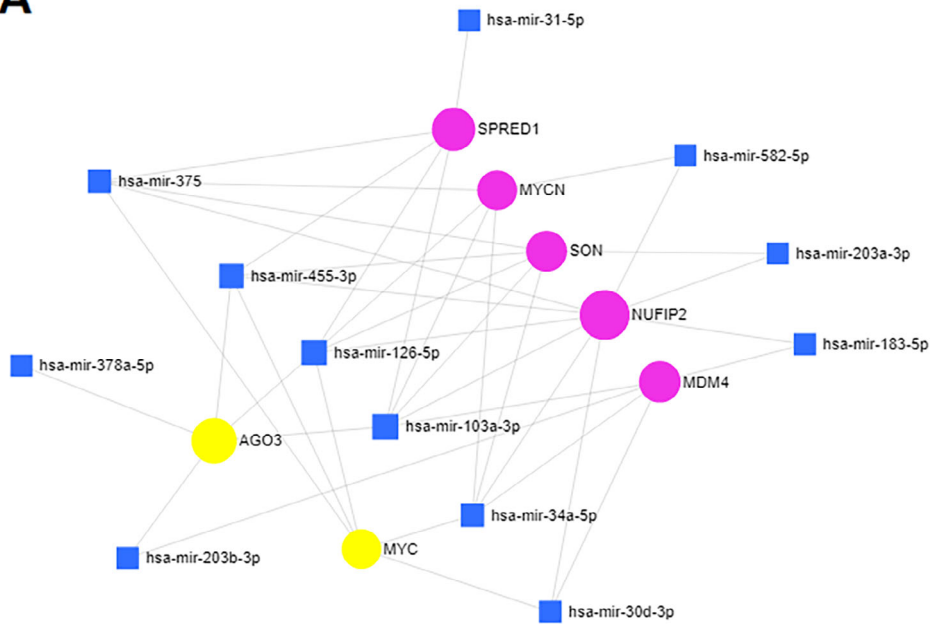 A
hsa-mir-31-5p
SPRED1
hsa-mir-582-5p
hsa-mir-375
MYCN
SON
hsa-mir-203a-3p
hsa-mir-455-3p
NUFIP2
hsa-mir-183-5p
hsa-mir-126-5p
hsa-mir-378a-5p
MDM4
hsa-mir-103a-3p
AGO3
hsa-mir-34a-5p
MYC
hsa-mir-203b-3p
hsa-mir-30d-3p